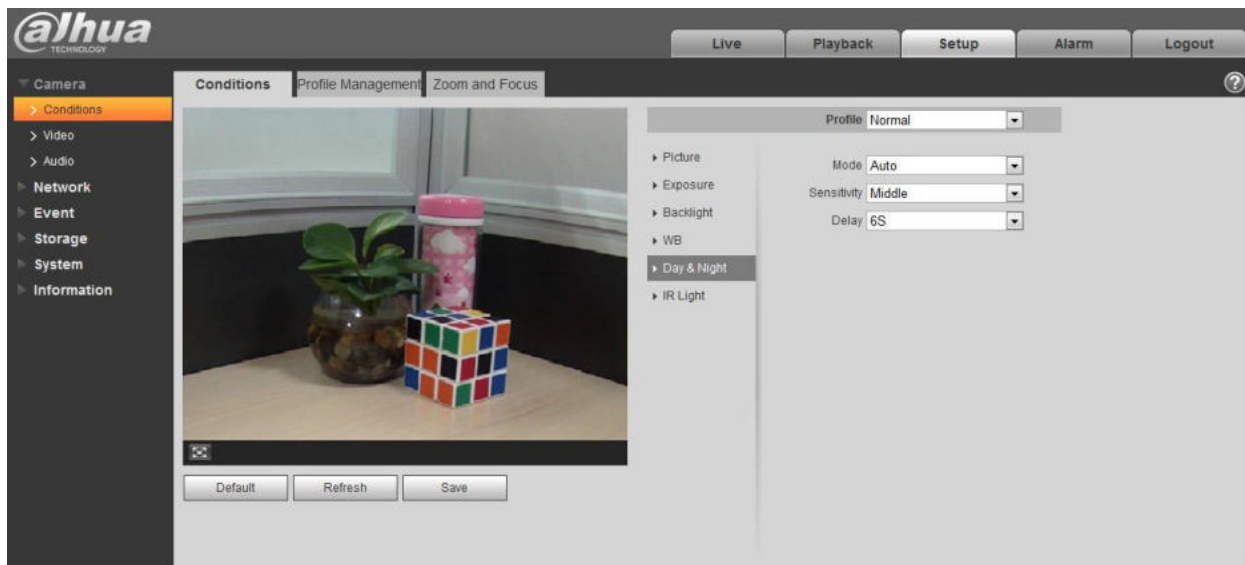 alhua
TECHNOLOGY
Live
Playback
Setup
Alarm
Logout
Camera
Conditions
Video
Audio
Network
Event
Storage
System
Information
Conditions
Profile Management
Zoom and Focus
?
Profile Normal
Picture
Exposure
Backlight
WB
Day & Night
IR Light
Mode Auto
Sensitivity Middle
Delay 6S
Default
Refresh
Save